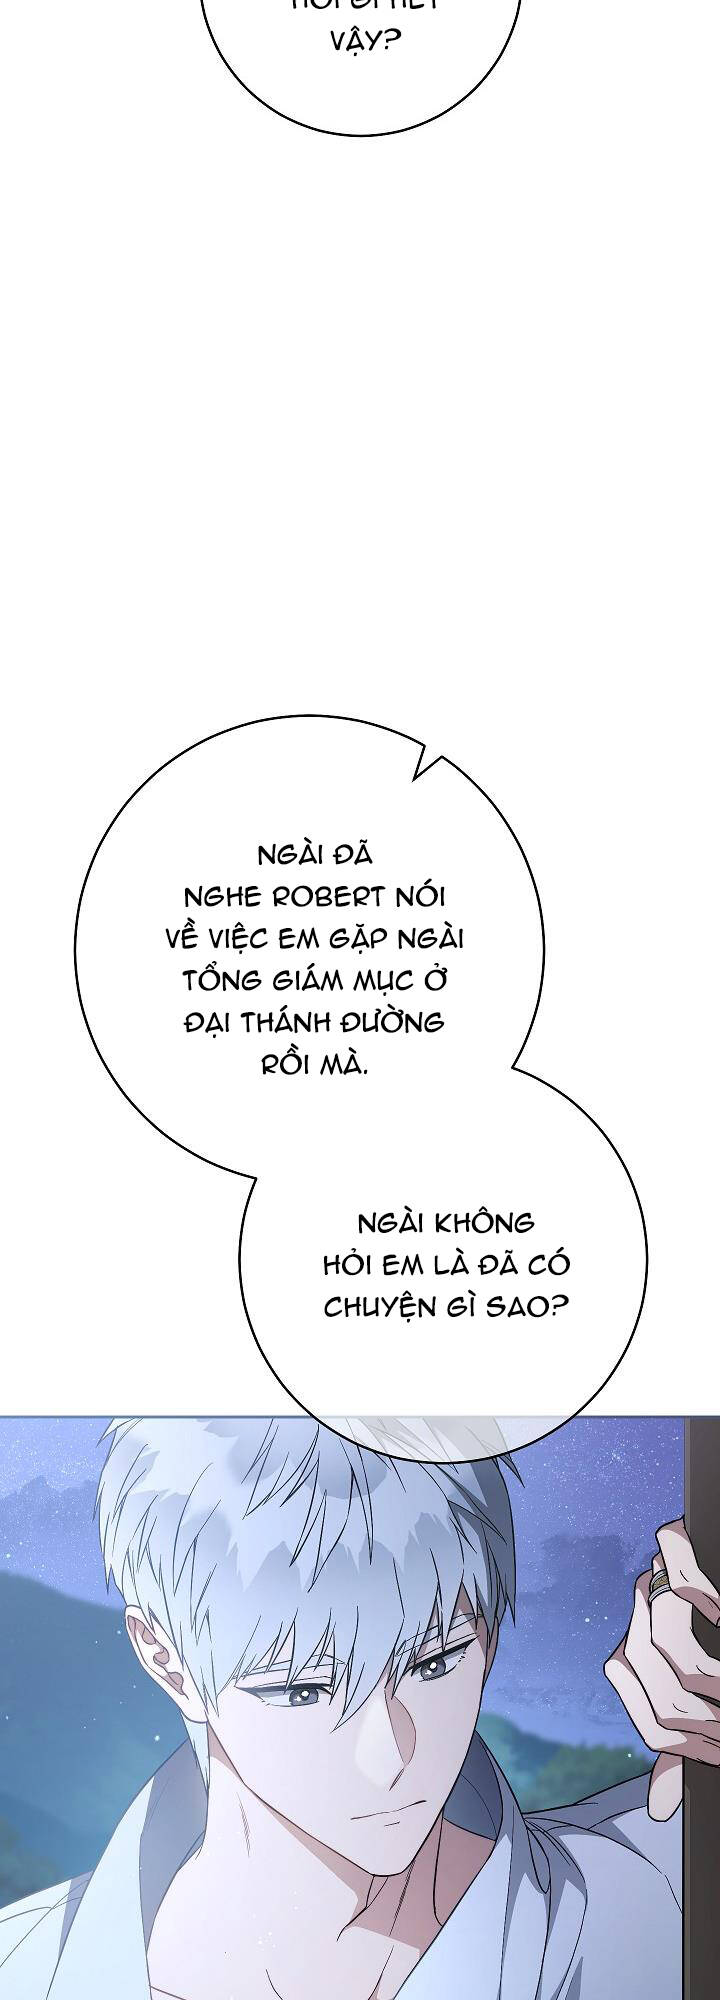 VẬY?
NGÀI ĐÃ
NGHE ROBERT NÓI
VỀ VIỆC EM GẶP NGÀI
TỔNG GIÁM MỤC Ở
ĐẠI THÁNH ĐƯỜNG
RỒI MÀ.
NGÀI KHÔNG
HỎI EM LÀ ĐÃ CÓ
CHUYỆN GÌ SAO?